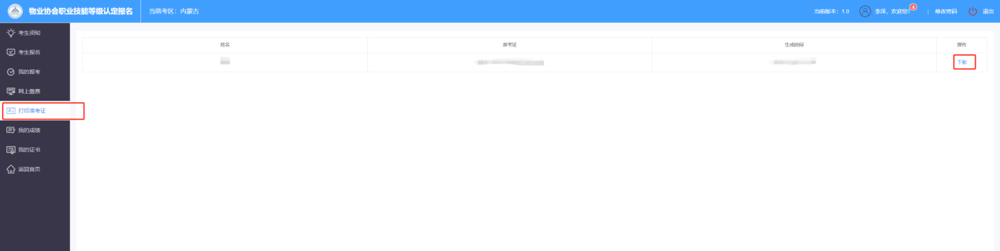 物业协会职业技能等级认定报名
当前考区：内蒙古
当前版本：1.0
李泽，欢迎您!
4
|
修改密码
退出
考生须知
考生报名
我的报考
网上缴费
打印准考证
我的成绩
我的证书
返回首页
姓名
准考证
生成时间
操作
下载